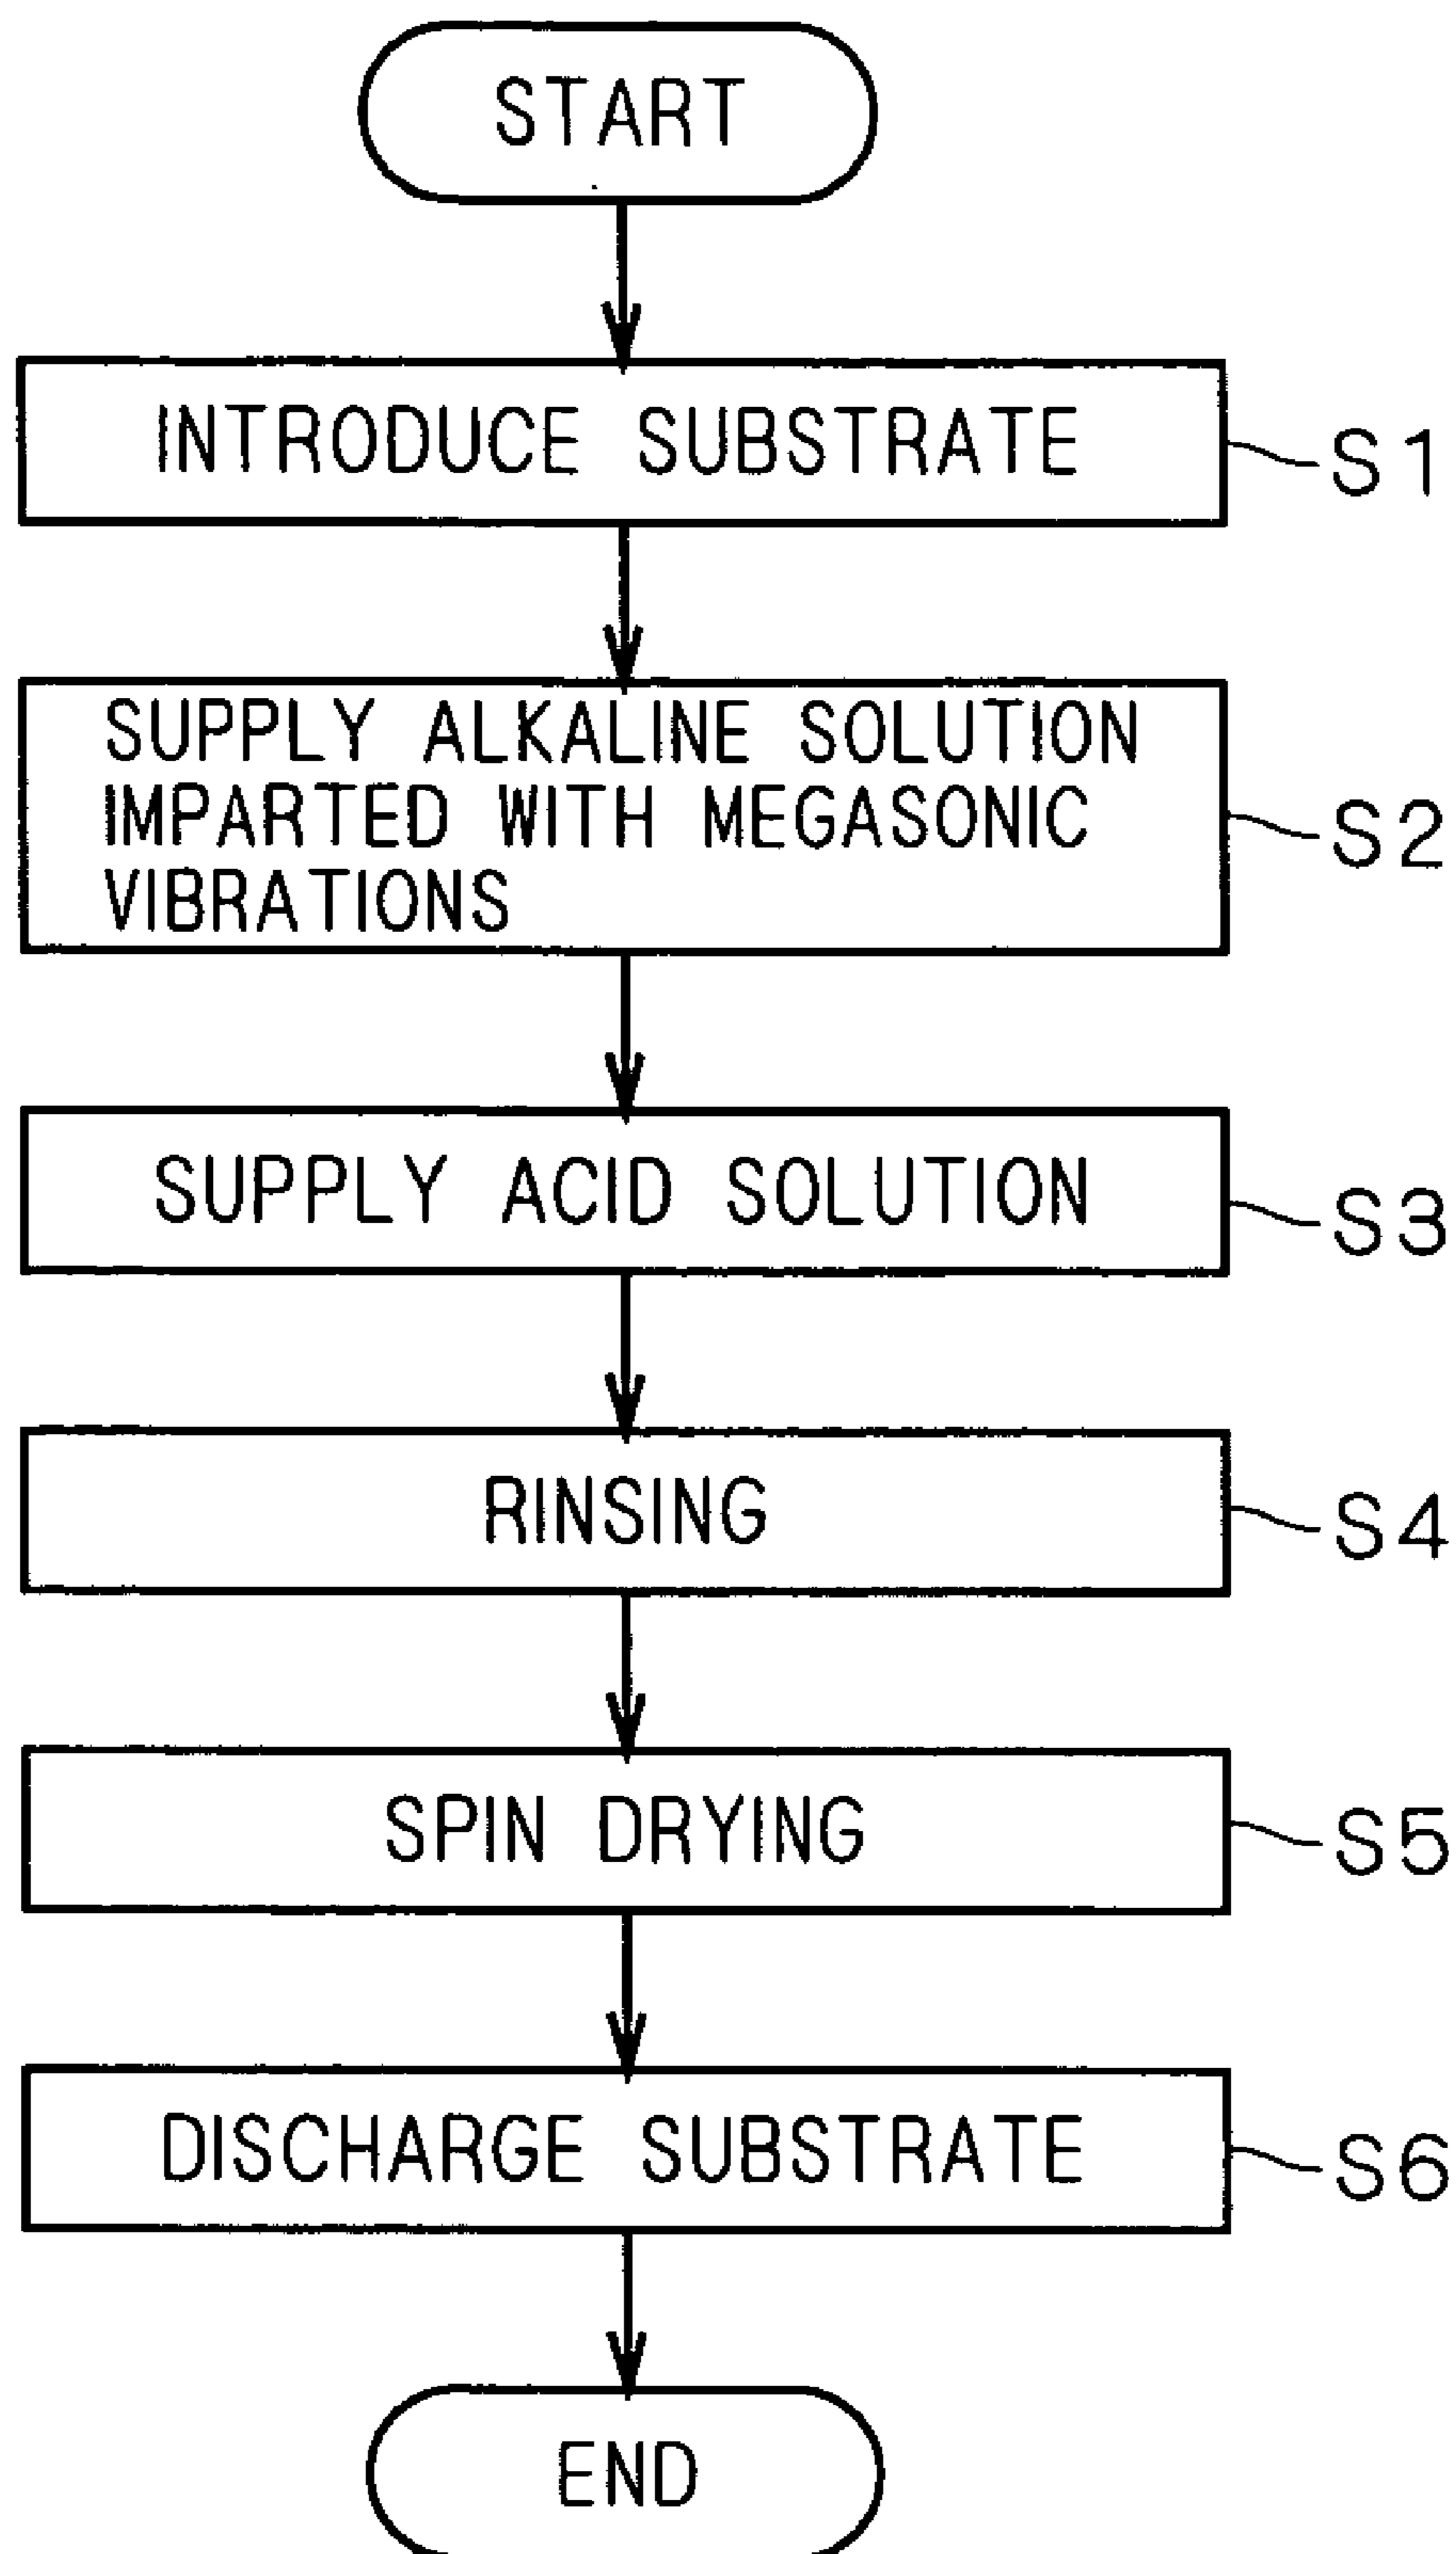 START
INTRODUCE SUBSTRATE
S1
SUPPLY ALKALINE SOLUTION
IMPARTED WITH MEGASONIC
VIBRATIONS
S2
SUPPLY ACID SOLUTION
S3
RINSING
S4
SPIN DRYING
S5
DISCHARGE SUBSTRATE
S6
END